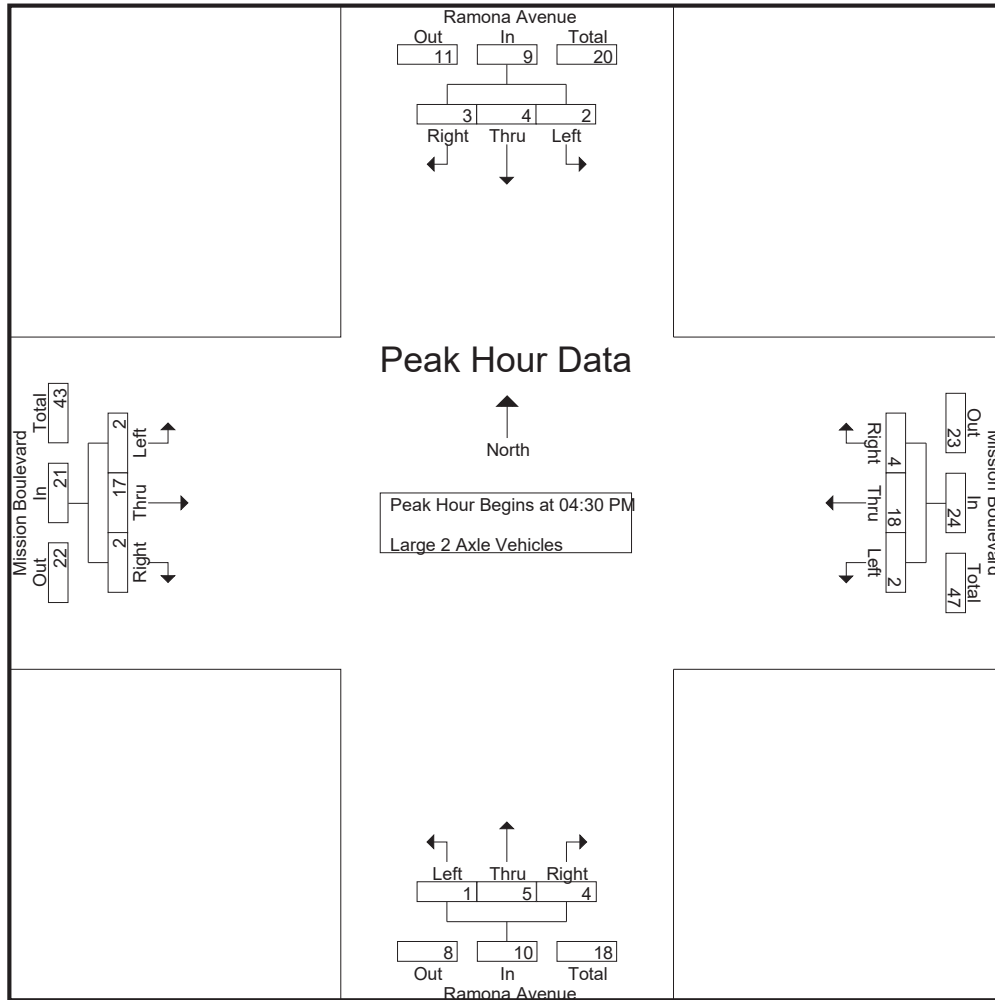 Ramona Avenue
Out In Total
11 9 20
3 4 2
Right Thru Left
Peak Hour Data
North
Peak Hour Begins at 04:30 PM
Large 2 Axle Vehicles
Mission Boulevard
Total In Out
43 21 22
2 17 2
Left Thru Right
Mission Boulevard
Out In Total
23 24 47
4 18 2
Right Thru Left
Left Thru Right
1 5 4
8 10 18
Out In Total
Ramona Avenue